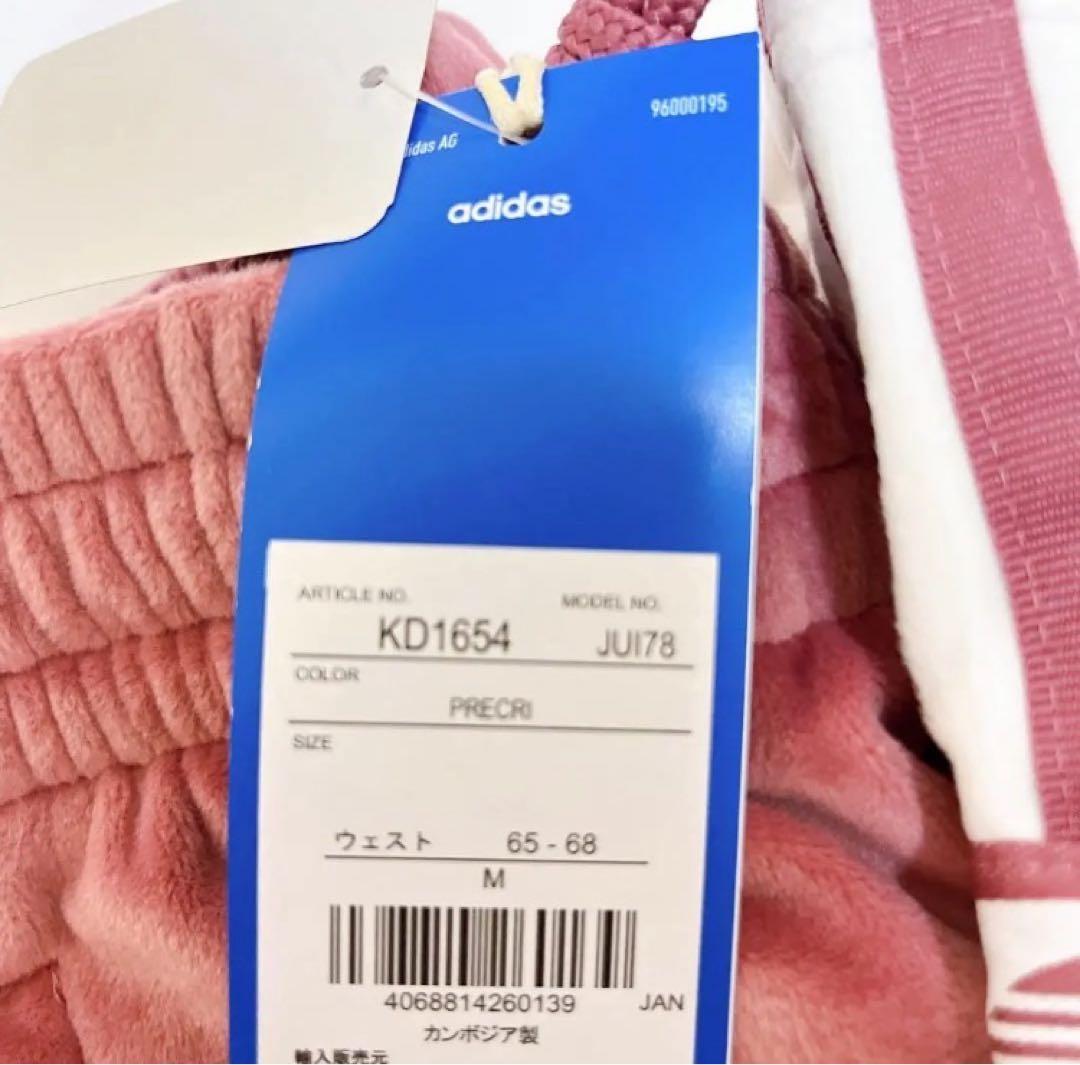 96000195
adidas AG
adidas
ARTICLE NO.
MODEL NO.
KD1654
JUI78
COLOR
PRECRI
SIZE
ウェスト 65 - 68
M
4068814260139 JAN
カンボジア製
輸入販売元